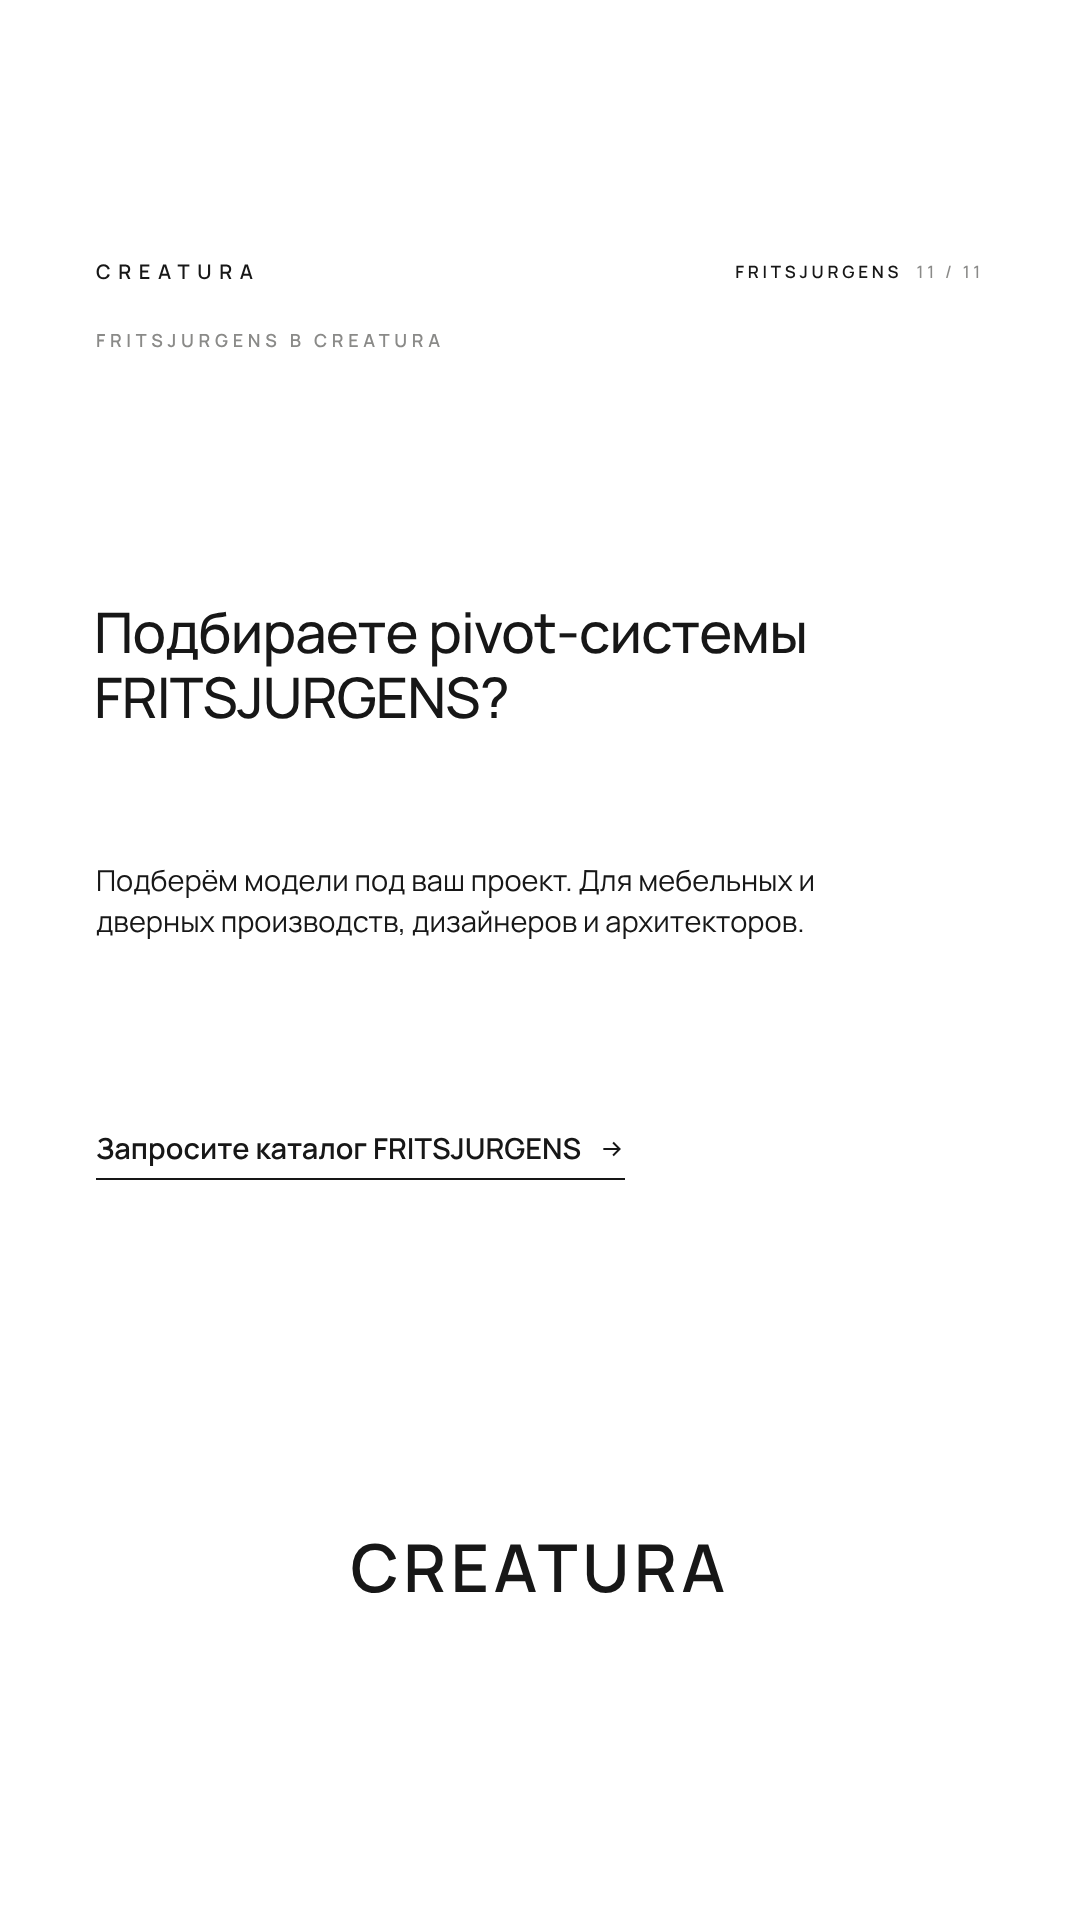 CREATURA
FRITSJURGENS 11 / 11
FRITSJURGENS В CREATURA
Подбираете pivot-системы
FRITSJURGENS?
Подберём модели под ваш проект. Для мебельных и
дверных производств, дизайнеров и архитекторов.
Запросите каталог FRITSJURGENS →
CREATURA